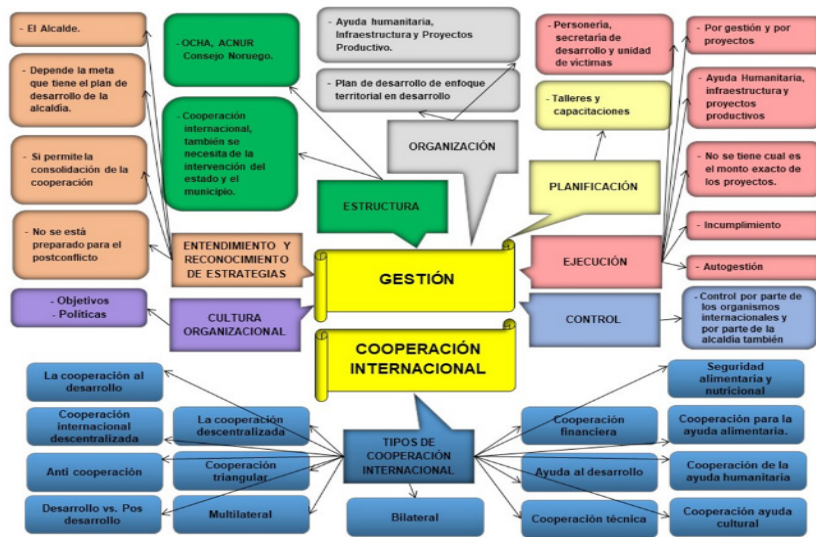 - El Alcalde.
- Depende la meta
que tiene el plan de
desarrollo de la
alcaldía.
- Si permite la
consolidación de la
cooperación
- No se está
preparado para el
postconflicto
- OCHA, ACNUR
Consejo Noruego.
- Cooperación
internacional,
también se
necesita de la
intervención del
estado y el
municipio.
- Ayuda humanitaria,
Infraestructura y Proyectos
Productivo.
- Plan de desarrollo de enfoque
territorial en desarrollo
- Personería,
secretaría de
desarrollo y unidad
de víctimas
- Talleres y
capacitaciones
- Por gestión y por
proyectos
- Ayuda Humanitaria,
infraestructura y
proyectos
productivos
- No se tiene cual es
el monto exacto de
los proyectos.
- Incumplimiento
- Autogestión
ORGANIZACIÓN
PLANIFICACIÓN
ESTRUCTURA
ENTENDIMIENTO Y
RECONOCIMIENTO
DE ESTRATEGIAS
GESTIÓN
EJECUCIÓN
- Objetivos
- Políticas
CULTURA
ORGANIZACIONAL
CONTROL
- Control por parte de
los organismos
internacionales y
por parte de la
alcaldía también
COOPERACIÓN
INTERNACIONAL
La cooperación al
desarrollo
Cooperación
internacional
descentralizada
La cooperación
descentralizada
Anti cooperación
Cooperación
triangular
Desarrollo vs. Pos
desarrollo
Multilateral
TIPOS DE
COOPERACIÓN
INTERNACIONAL
Bilateral
Cooperación
financiera
Ayuda al desarrollo
Cooperación técnica
Seguridad
alimentaria y
nutricional
Cooperación para la
ayuda alimentaria.
Cooperación de la
ayuda humanitaria
Cooperación ayuda
cultural